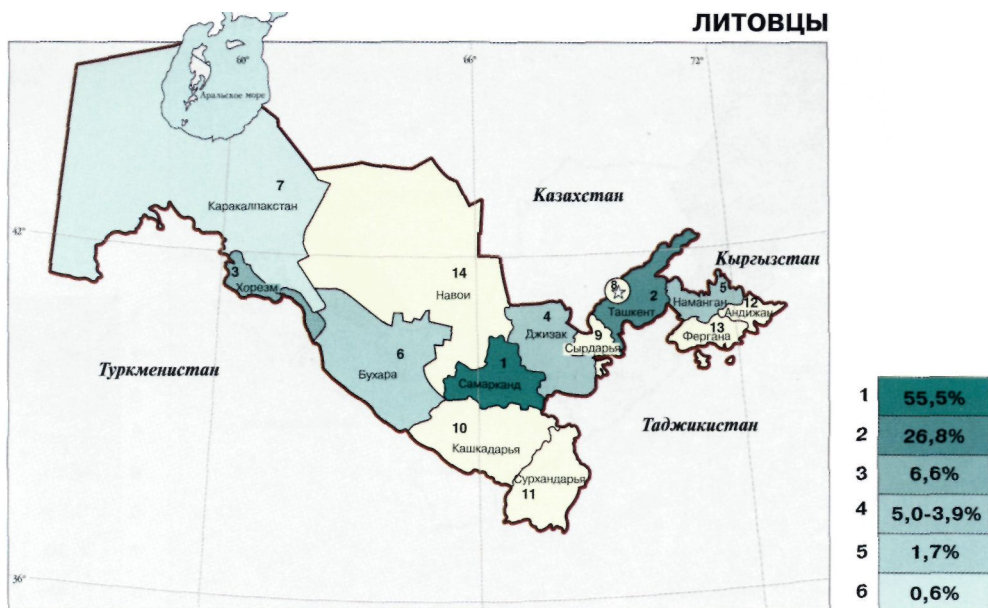 ЛИТОВЦЫ
60°
66
72°
Аральское море
7
Каракалпакстан
Казахстан
42°
Кыргызстан
3
Хорезм
14
Навои
8
2
Ташкент
5
Наманган
12
Андижан
13
Фергана
4
Джизак
9
Сырдарья
6
Бухара
1
Самарканд
Туркменистан
Таджикистан
10
Кашкадарья
Сурхандарья
11
36°
1 55,5%
2 26,8%
3 6,6%
4 5,0-3,9%
5 1,7%
6 0,6%